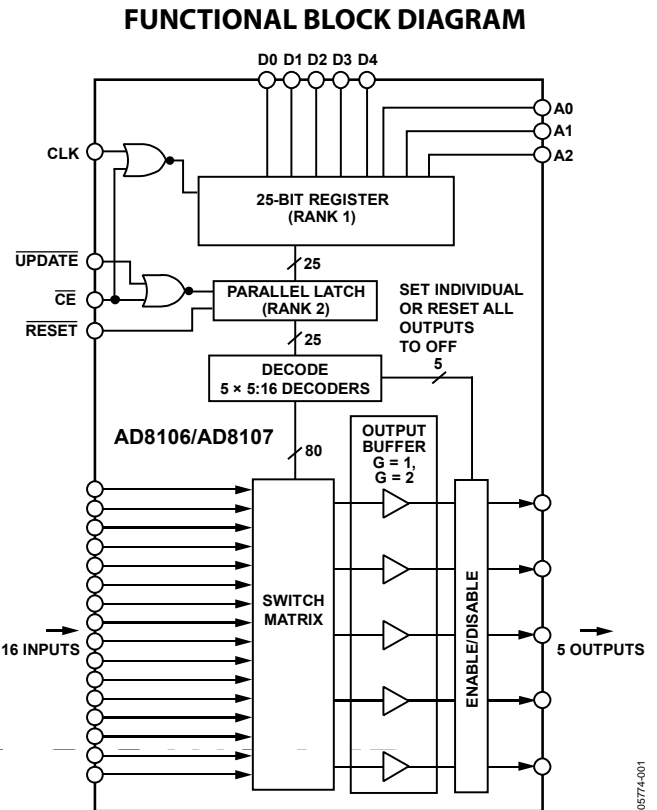 FUNCTIONAL BLOCK DIAGRAM
D0 D1 D2 D3 D4
A0
A1
A2
CLK
25-BIT REGISTER
(RANK 1)
UPDATE
CE
RESET
25
PARALLEL LATCH
(RANK 2)
25
SET INDIVIDUAL
OR RESET ALL
OUTPUTS
TO OFF
5
DECODE
5 × 5:16 DECODERS
AD8106/AD8107
80
OUTPUT
BUFFER
G = 1,
G = 2
SWITCH
MATRIX
ENABLE/DISABLE
16 INPUTS
5 OUTPUTS
05774-001